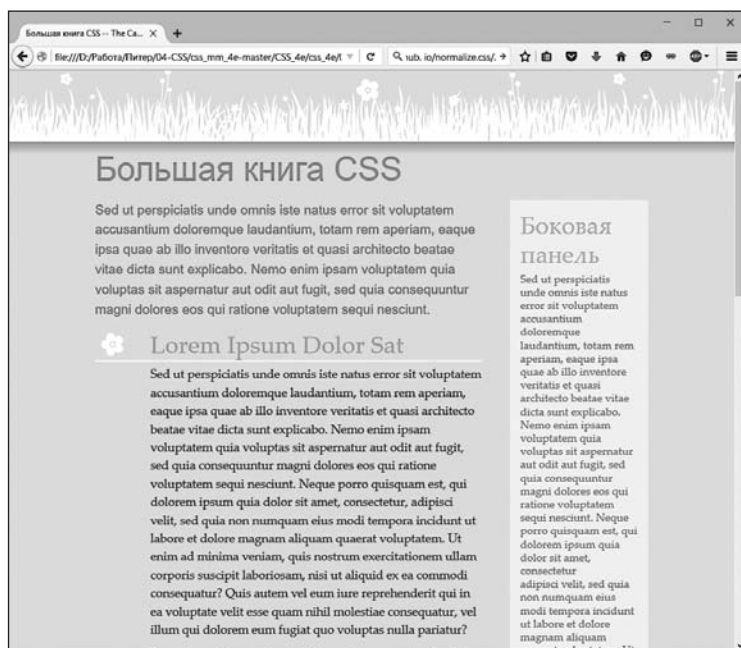 Большая книга CSS -- The Ca...
file:///D:/Работа/Питер/04-CSS/css_mm_4e-master/CSS_4e/css_4e/
C
ub. io/normalize.css/.
Большая книга CSS
Sed ut perspiciatis unde omnis iste natus error sit voluptatem
accusantium doloremque laudantium, totam rem aperiam, eaque
ipsa quae ab illo inventore veritatis et quasi architecto beatae
vitae dicta sunt explicabo. Nemo enim ipsam voluptatem quia
voluptas sit aspernatur aut odit aut fugit, sed quia consequuntur
magni dolores eos qui ratione voluptatem sequi nesciunt.
Lorem Ipsum Dolor Sat
Sed ut perspiciatis unde omnis iste natus error sit voluptatem
accusantium doloremque laudantium, totam rem aperiam,
eaque ipsa quae ab illo inventore veritatis et quasi architecto
beatae vitae dicta sunt explicabo. Nemo enim ipsam
voluptatem quia voluptas sit aspernatur aut odit aut fugit,
sed quia consequuntur magni dolores eos qui ratione
voluptatem sequi nesciunt. Neque porro quisquam est, qui
dolorem ipsum quia dolor sit amet, consectetur, adipisci
velit, sed quia non numquam eius modi tempora incidunt ut
labore et dolore magnam aliquam quaerat voluptatem. Ut
enim ad minima veniam, quis nostrum exercitationem ullam
corporis suscipit laboriosam, nisi ut aliquid ex ea commodi
consequatur? Quis autem vel eum iure reprehenderit qui in
ea voluptate velit esse quam nihil molestiae consequatur, vel
illum qui dolorem eum fugiat quo voluptas nulla pariatur?
Боковая
панель
Sed ut perspiciatis
unde omnis iste natus
error sit voluptatem
accusantium
doloremque
laudantium, totam rem
aperiam, eaque ipsa
quae ab illo inventore
veritatis et quasi
architecto beatae vitae
dicta sunt explicabo.
Nemo enim ipsam
voluptatem quia
voluptas sit aspernatur
aut odit aut fugit, sed
quia consequuntur
magni dolores eos qui
ratione voluptatem
sequi nesciunt. Neque
porro quisquam est, qui
dolorem ipsum quia
dolor sit amet,
consectetur
adipisci velit, sed quia
non numquam eius
modi tempora incidunt
ut labore et dolore
magnam aliquam